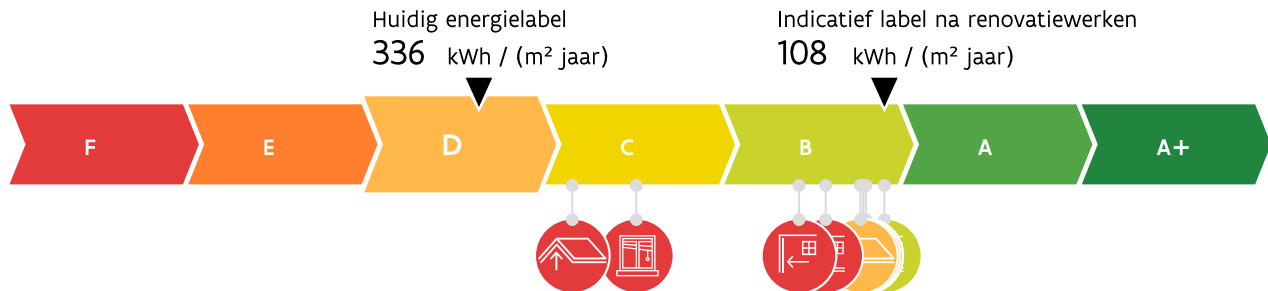 Huidig energielabel
336 kWh / (m² jaar)
Indicatief label na renovatiewerken
108 kWh / (m² jaar)
F E D C B A A+